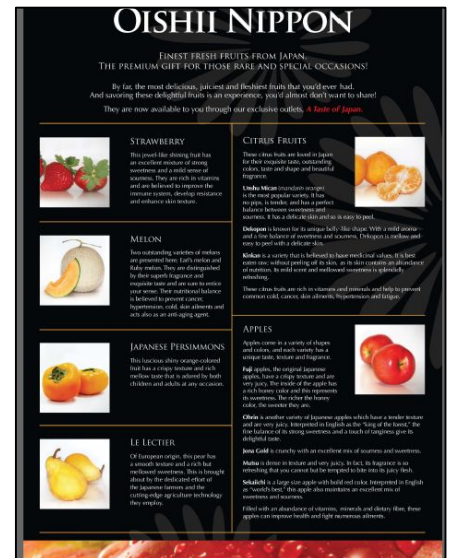 OISHII NIPPON
FINEST FRESH FRUITS FROM JAPAN.
THE PREMIUM GIFT FOR THOSE RARE AND SPECIAL OCCASIONS!
By far, the most delicious, juiciest and fleshiest fruits that you'd ever had.
And savoring these delightful fruits is an experience, you'd almost don't want to share!
They are now available to you through our exclusive outlets, A Taste of Japan.
STRAWBERRY
This jewel-like shining fruit has
an excellent mixture of strong
sweetness and a mild sense of
sourness. They are rich in vitamins
and are believed to improve the
immune system, develop resistance
and enhance skin texture.
MELON
Two outstanding varieties of melons
are presented here: Earl's melon and
Ruby melon. They are distinguished
by their superb fragrance and
exquisite taste and are sure to entice
your sense. Their nutritional balance
is believed to prevent cancer,
hypertension, cold, skin ailments and
acts also as an anti-aging agent.
JAPANESE PERSIMMONS
This luscious shiny orange-colored
fruit has a crispy texture and rich
mellow taste that is adored by both
children and adults at any occasion.
LE LECTIER
Of European origin, this pear has
a smooth texture and a rich but
mellowed sweetness. This is brought
about by the dedicated effort of
the Japanese farmers and the
cutting-edge agriculture technology
they employ.
CITRUS FRUITS
These citrus fruits are loved in Japan
for their exquisite taste, outstanding
colors, taste and shape and beautiful
fragrance.
Unshu Mican (mandarin orange)
is the most popular variety. It has
no pips, is tender, and has a perfect
balance between sweetness and
sourness. It has a delicate skin and so is easy to peel.
Dekopon is known for its unique belly-like shape. With a mild aroma
and a fine balance of sweetness and sourness. Dekopon is mellow and
easy to peel with a delicate skin.
Kinkan is a variety that is believed to have medicinal values. It is best
eaten raw; without peeling off its skin, as its skin contains an abundance
of nutrition. Its mild scent and mellowed sweetness is splendidly
refreshing.
These citrus fruits are rich in vitamins and minerals and help to prevent
common cold, cancer, skin ailments, hypertension and fatigue.
APPLES
Apples come in a variety of shapes
and colors, and each variety has a
unique taste, texture and fragrance.
Fuji apples, the original Japanese
apples, have a crispy texture and are
very juicy. The inside of the apple has
a rich honey color and this represents
its sweetness. The richer the honey
color, the sweeter they are.
Ohrin is another variety of Japanese apples which have a tender texture
and are very juicy. Interpreted in English as the "king of the forest," the
fine balance of its strong sweetness and a touch of tanginess give its
delightful taste.
Jona Gold is crunchy with an excellent mix of sourness and sweetness.
Mutsu is dense in texture and very juicy. In fact, its fragrance is so
refreshing that you cannot but be tempted to bite into its juicy flesh.
Sekaiichi is a large size apple with bold red color. Interpreted in English
as "world's best," this apple also maintains an excellent mix of
sweetness and sourness.
Filled with an abundance of vitamins, minerals and dietary fibre, these
apples can improve health and light numerous ailments.